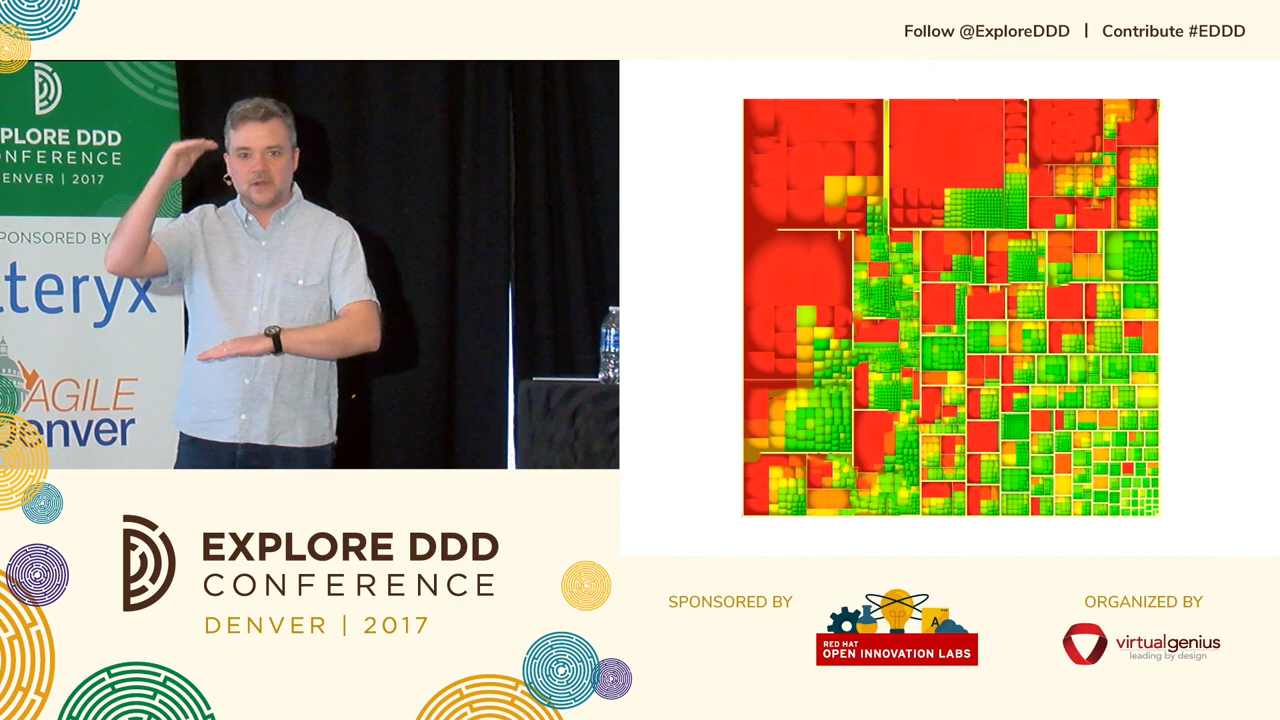 Follow @ExploreDDD | Contribute #EDDD
PLORE DDD
ONFERENCE
ENVER | 2017
PONSORED BY
teryx
AGILE
enver
EXPLORE DDD
CONFERENCE
DENVER | 2017
SPONSORED BY
RED HAT
OPEN INNOVATION LABS
A
ORGANIZED BY
virtualgenius
leading by design